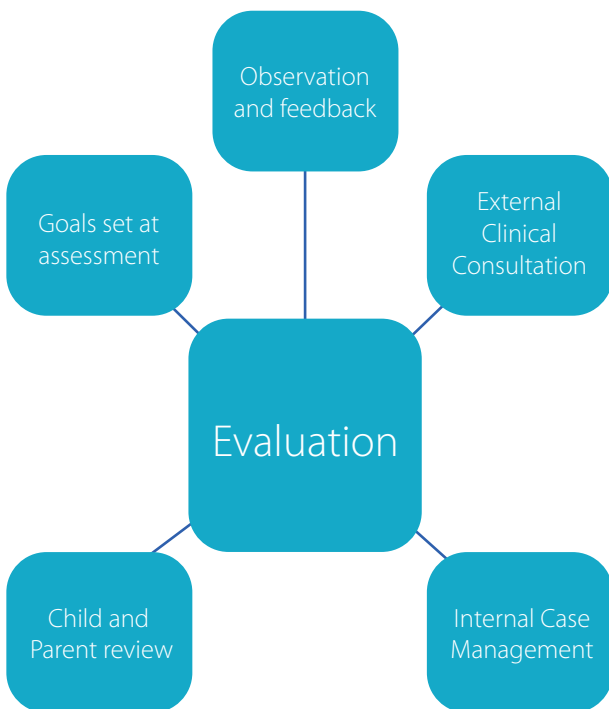 Observation
and feedback
Goals set at
assessment
External
Clinical
Consultation
Evaluation
Child and
Parent review
Internal Case
Management